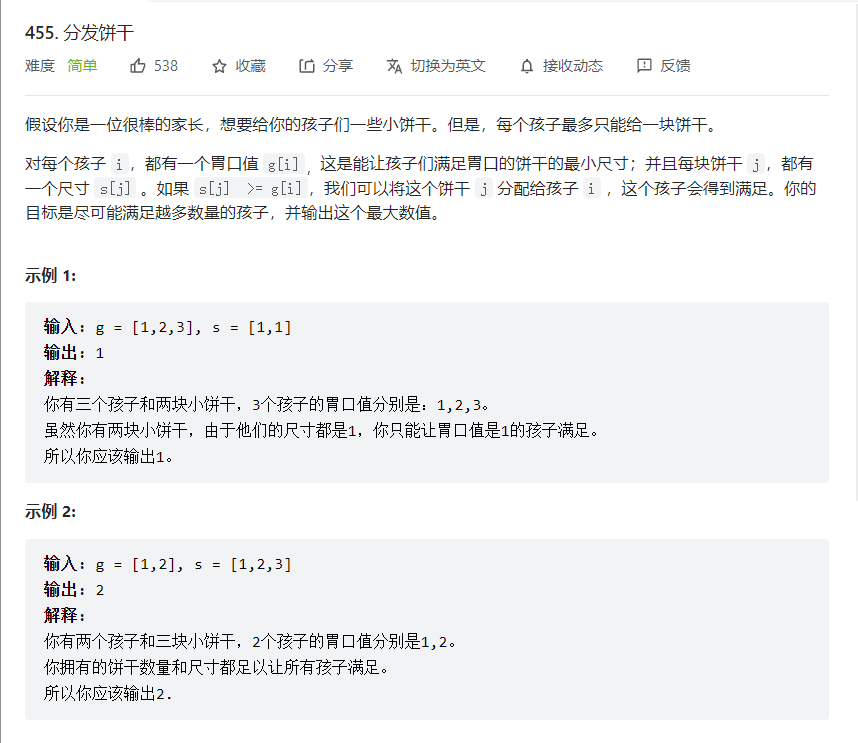 455. 分发饼干
难度 简单 538 收藏 分享 切换为英文 接收动态 反馈
假设你是一位很棒的家长，想要给你的孩子们一些小饼干。但是，每个孩子最多只能给一块饼干。
对每个孩子 i，都有一个胃口值 g[i]，这是能让孩子们满足胃口的饼干的最小尺寸；并且每块饼干 j，都有
一个尺寸 s[j] 。如果 s[j] >= g[i]，我们可以将这个饼干 j 分配给孩子 i ，这个孩子会得到满足。你的
目标是尽可能满足越多数量的孩子，并输出这个最大数值。
示例 1:
输入: g = [1,2,3], s = [1,1]
输出: 1
解释:
你有三个孩子和两块小饼干，3个孩子的胃口值分别是：1,2,3。
虽然你有两块小饼干，由于他们的尺寸都是1，你只能让胃口值是1的孩子满足。
所以你应该输出1。
示例 2:
输入: g = [1,2], s = [1,2,3]
输出: 2
解释:
你有两个孩子和三块小饼干，2个孩子的胃口值分别是1,2。
你拥有的饼干数量和尺寸都足以让所有孩子满足。
所以你应该输出2.